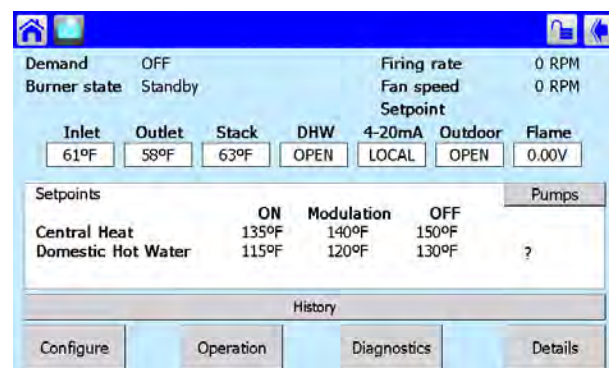 Demand OFF Firing rate 0 RPM
Burner state Standby Fan speed 0 RPM
Setpoint
Inlet Outlet Stack DHW 4-20mA Outdoor Flame
61ºF 58ºF 63ºF OPEN LOCAL OPEN 0.00V
Setpoints Pumps
ON Modulation OFF
Central Heat 135ºF 140ºF 150ºF
Domestic Hot Water 115ºF 120ºF 130ºF ?
History
Configure Operation Diagnostics Details